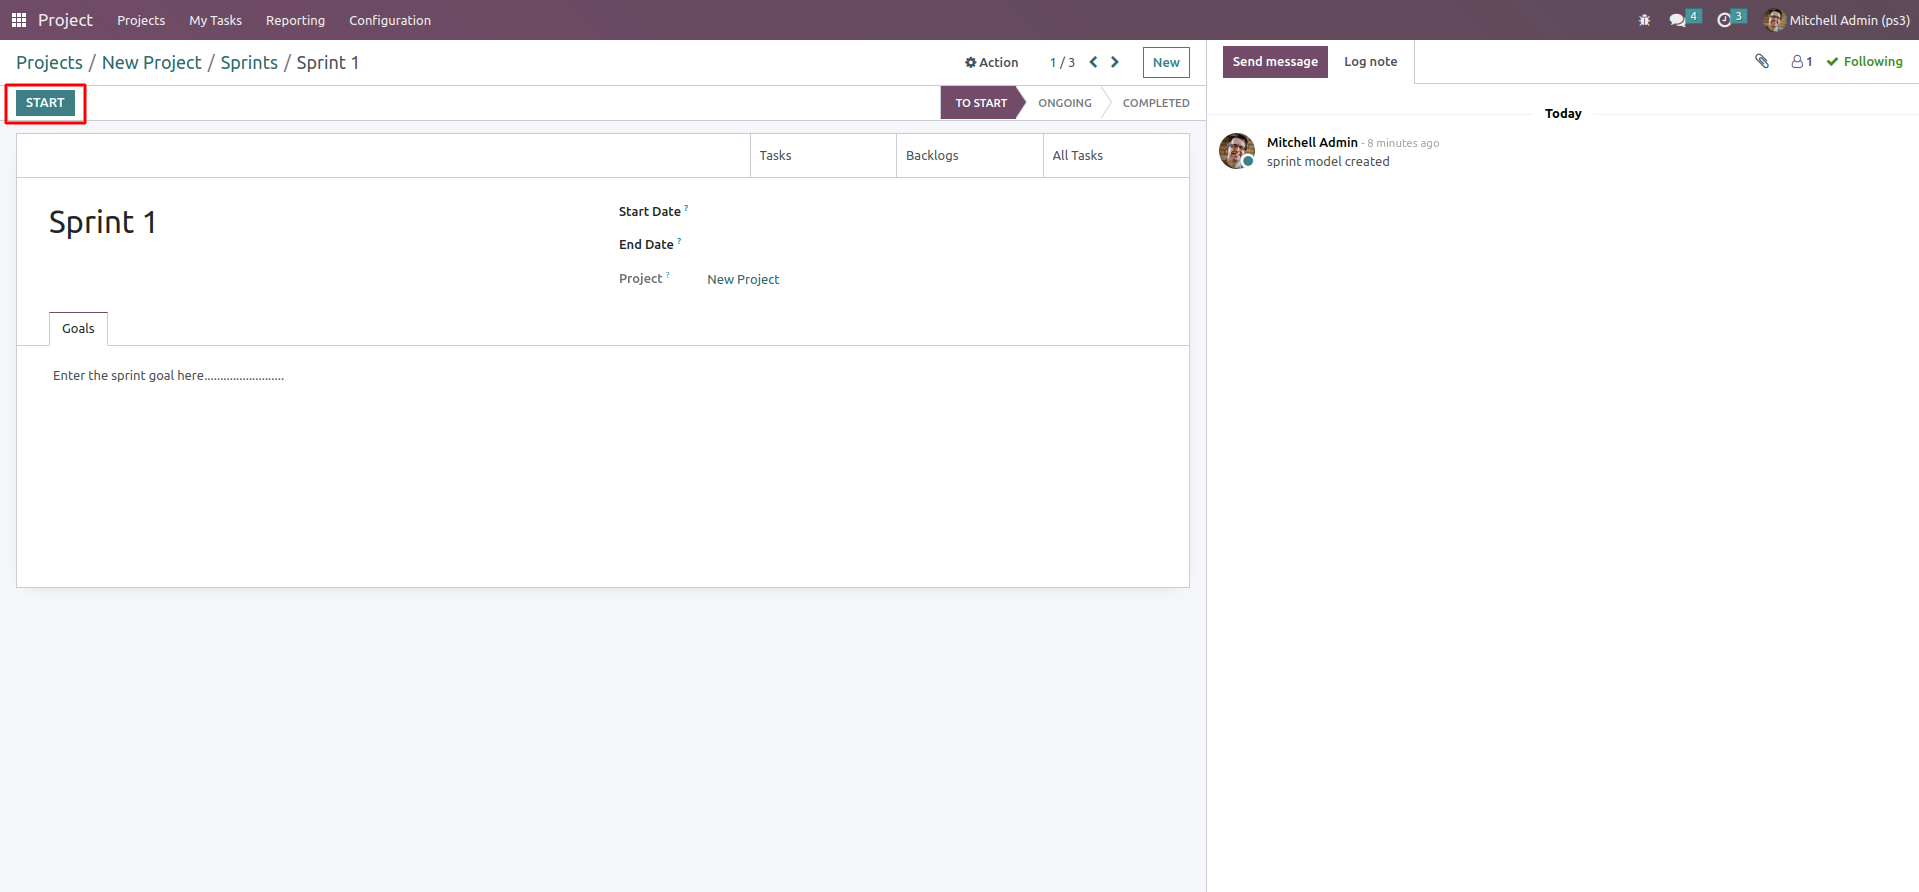 Project Projects My Tasks Reporting Configuration 4 3 Mitchell Admin (ps3)
Projects / New Project / Sprints / Sprint 1 Action 1 / 3 New
START TO START ONGOING COMPLETED
Tasks Backlogs All Tasks
Sprint 1
Start Date ?
End Date ?
Project ? New Project
Goals
Enter the sprint goal here.........................
Send message Log note 1 Following
Today
Mitchell Admin - 8 minutes ago
sprint model created